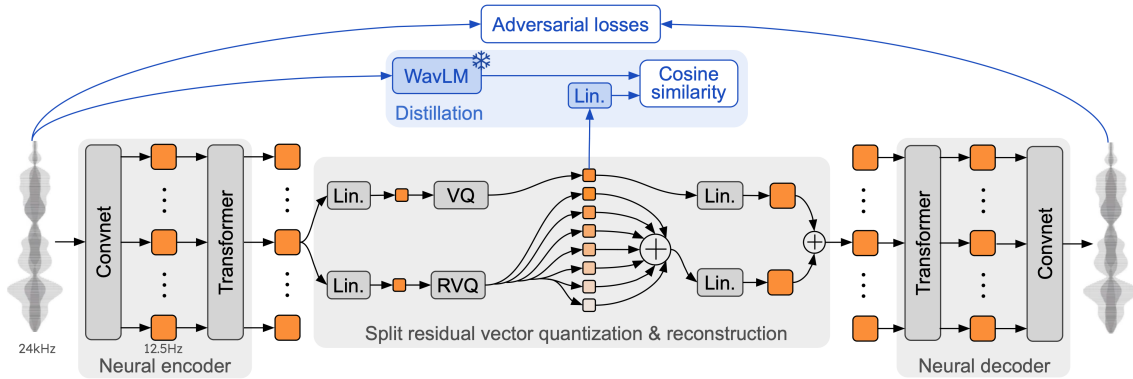 Adversarial losses
WavLM
Cosine
similarity
Lin.
Distillation
Convnet
Transformer
Lin.
VQ
Lin.
Lin.
RVQ
Lin.
Transformer
Convnet
24kHz
12.5Hz
Neural encoder
Split residual vector quantization & reconstruction
Neural decoder